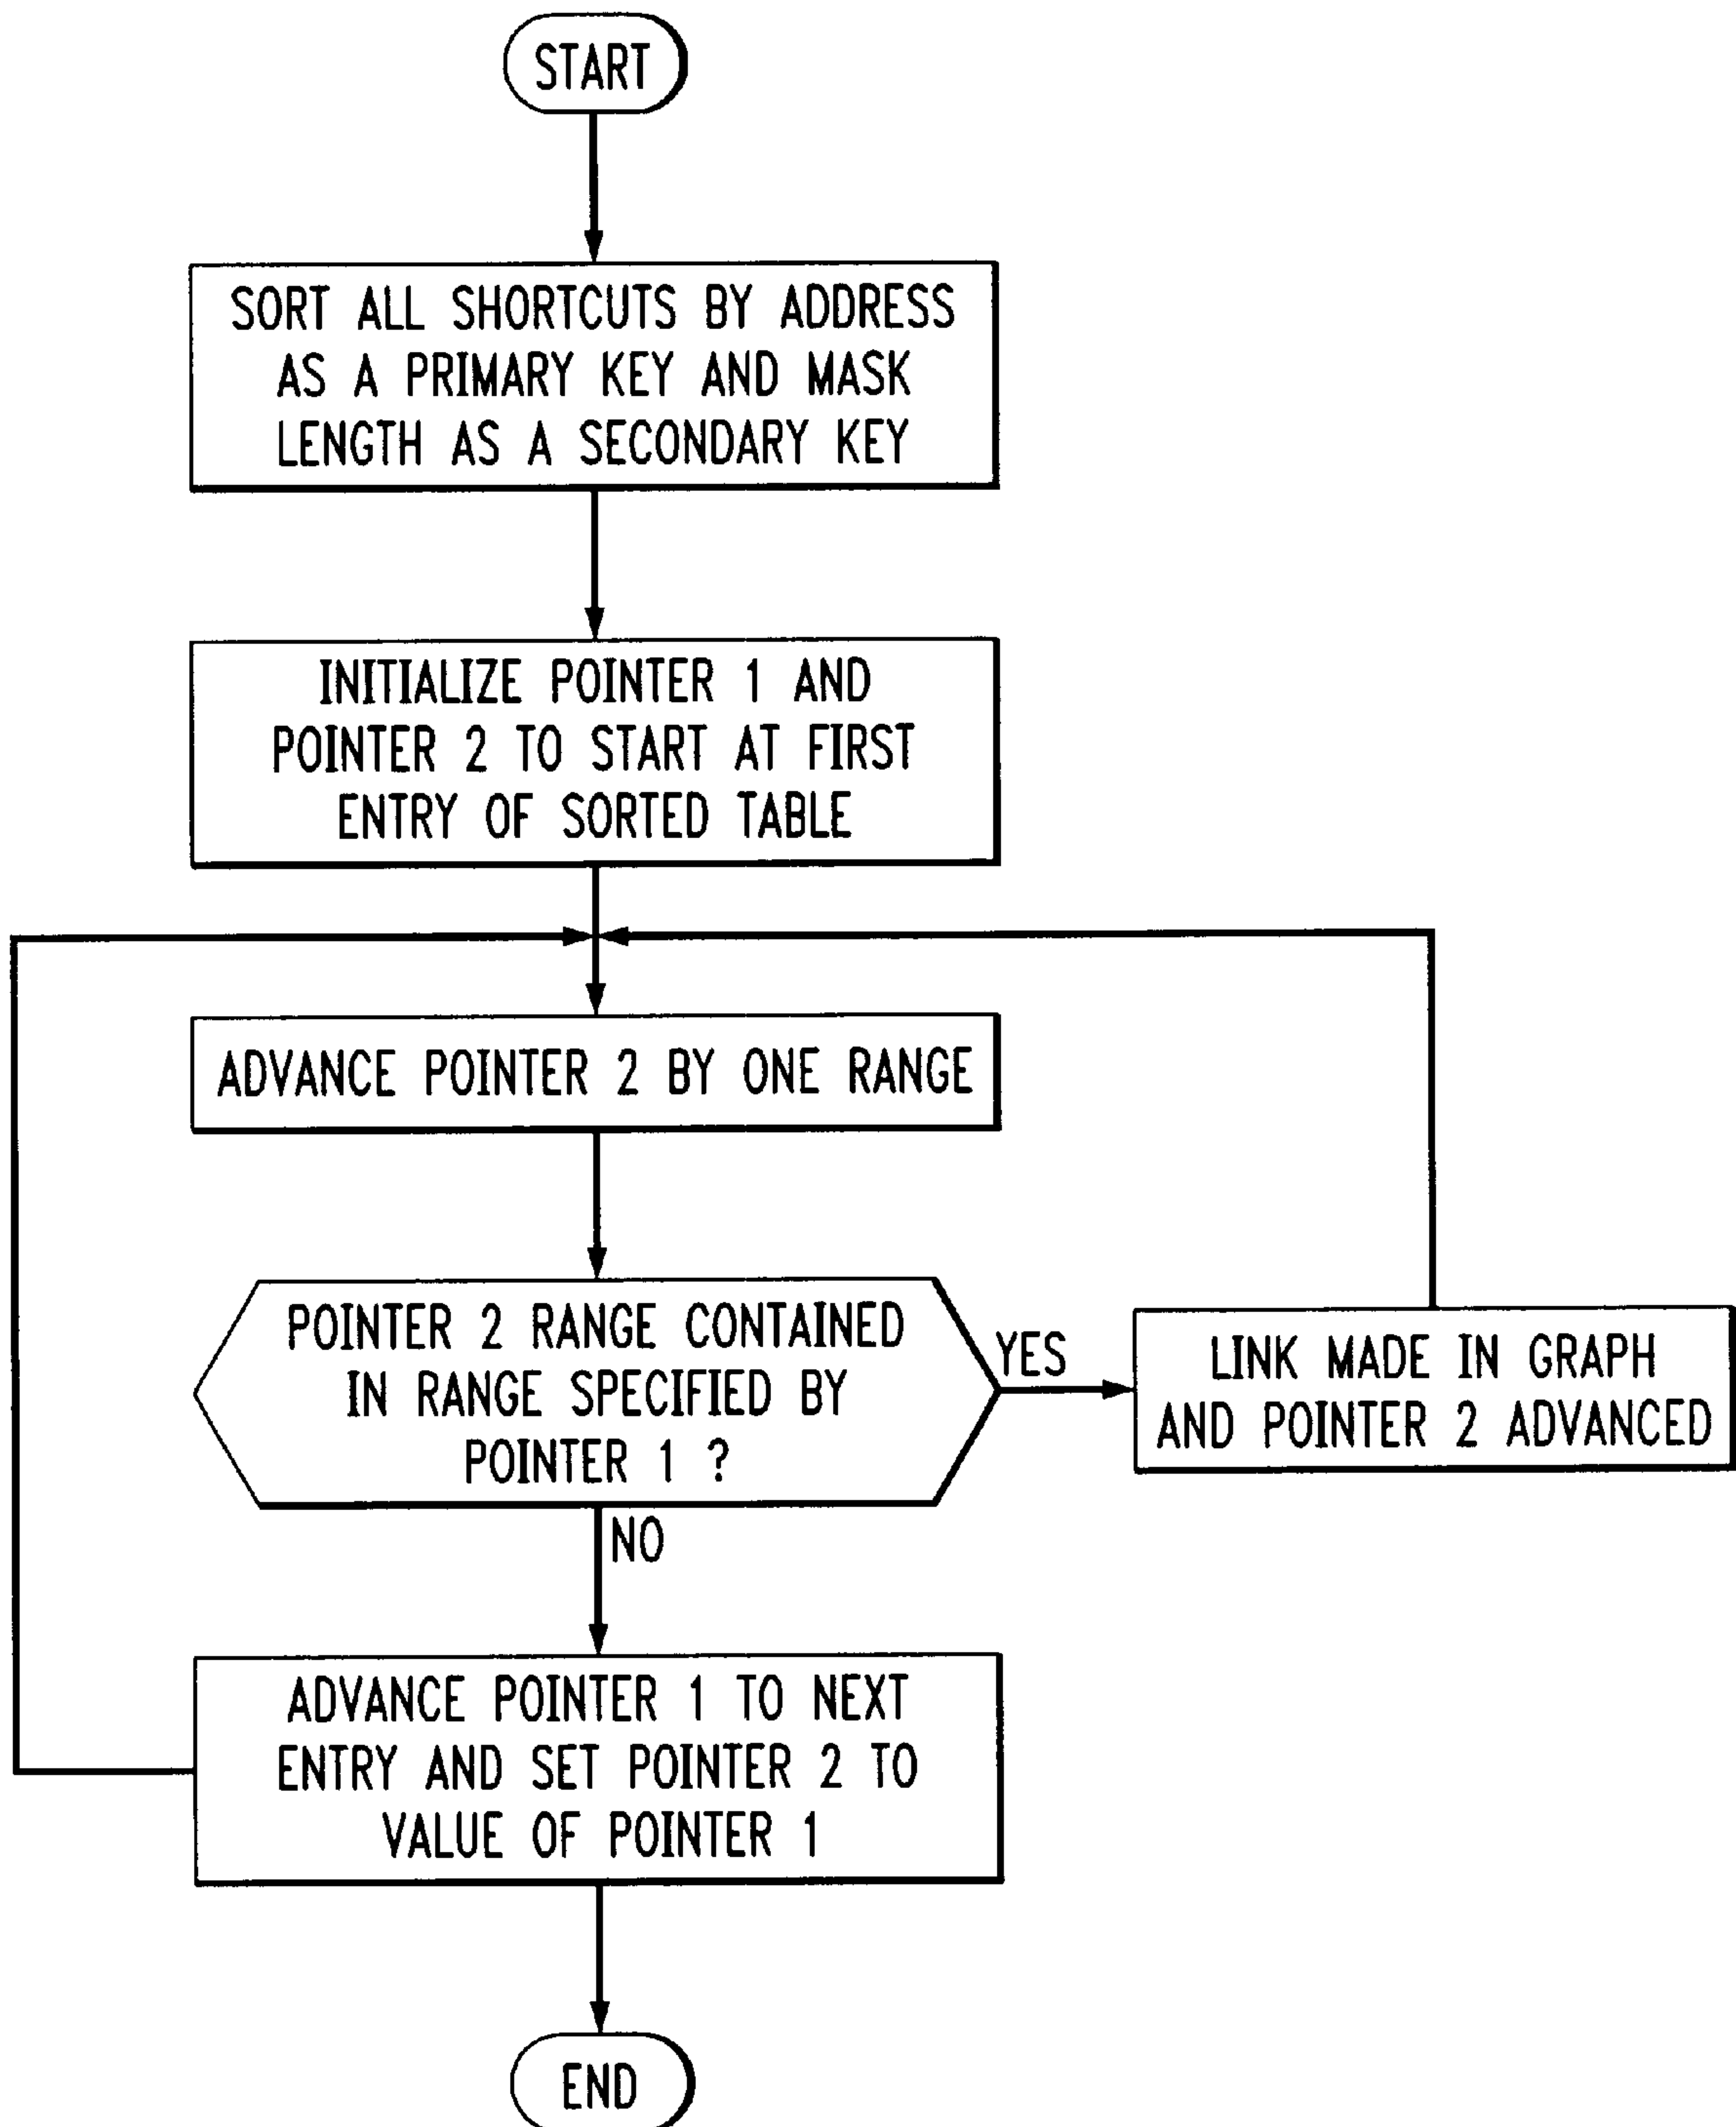 START
SORT ALL SHORTCUTS BY ADDRESS
AS A PRIMARY KEY AND MASK
LENGTH AS A SECONDARY KEY
INITIALIZE POINTER 1 AND
POINTER 2 TO START AT FIRST
ENTRY OF SORTED TABLE
ADVANCE POINTER 2 BY ONE RANGE
POINTER 2 RANGE CONTAINED
IN RANGE SPECIFIED BY
POINTER 1 ?
YES
LINK MADE IN GRAPH
AND POINTER 2 ADVANCED
NO
ADVANCE POINTER 1 TO NEXT
ENTRY AND SET POINTER 2 TO
VALUE OF POINTER 1
END